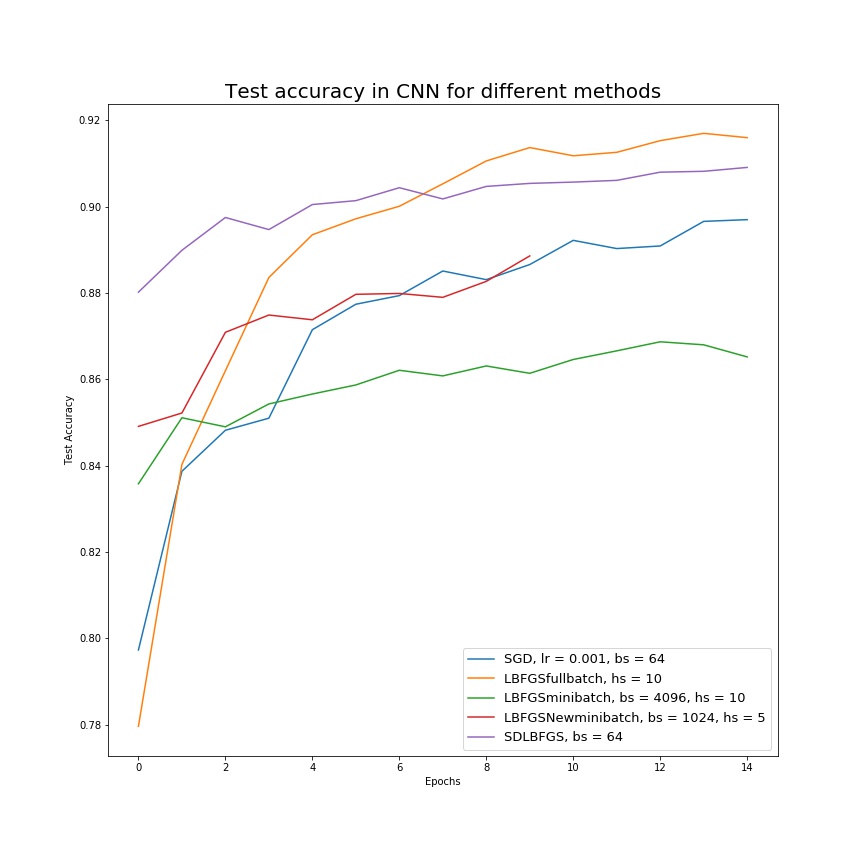 Test accuracy in CNN for different methods
0.92
0.90
0.88
0.86
0.84
0.82
0.80
0.78
Test Accuracy
SGD, lr = 0.001, bs = 64
LBFGSfullbatch, hs = 10
LBFGSminibatch, bs = 4096, hs = 10
LBFGSNewminibatch, bs = 1024, hs = 5
SDLBFGS, bs = 64
0 2 4 6 8 10 12 14
Epochs